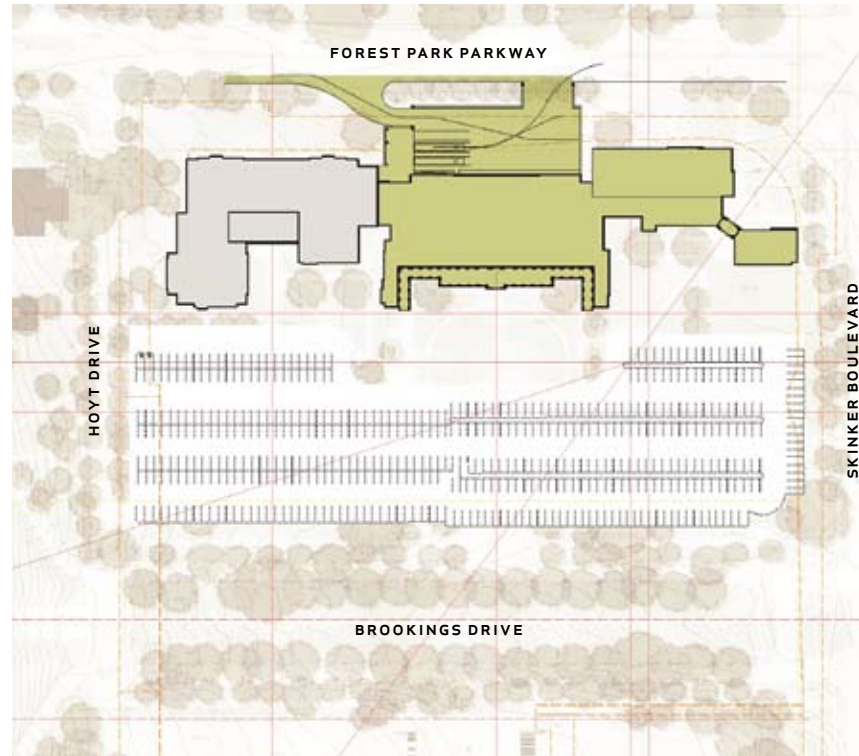 FOREST PARK PARKWAY
HOYT DRIVE
SKINKER BOULEVARD
BROOKINGS DRIVE